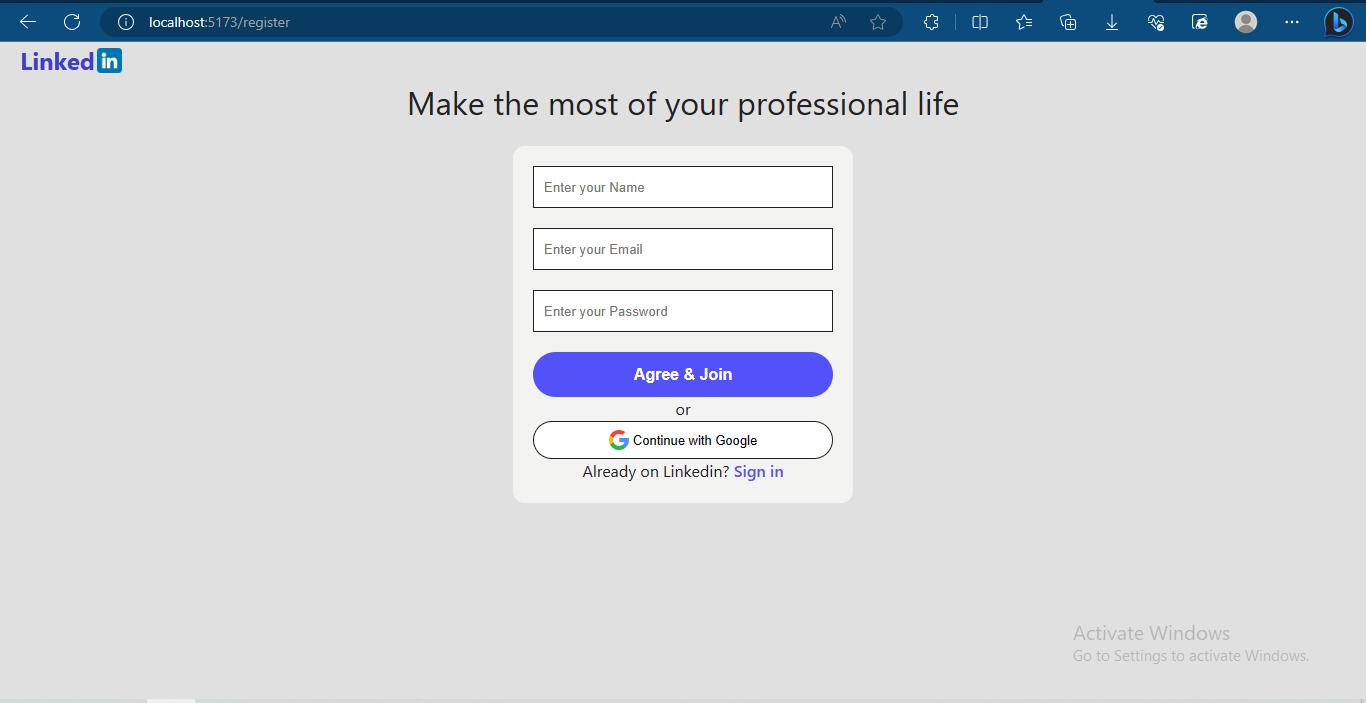 localhost:5173/register
Linked in
Make the most of your professional life
Enter your Name
Enter your Email
Enter your Password
Agree & Join
or
Continue with Google
Already on Linkedin? Sign in
Activate Windows
Go to Settings to activate Windows.